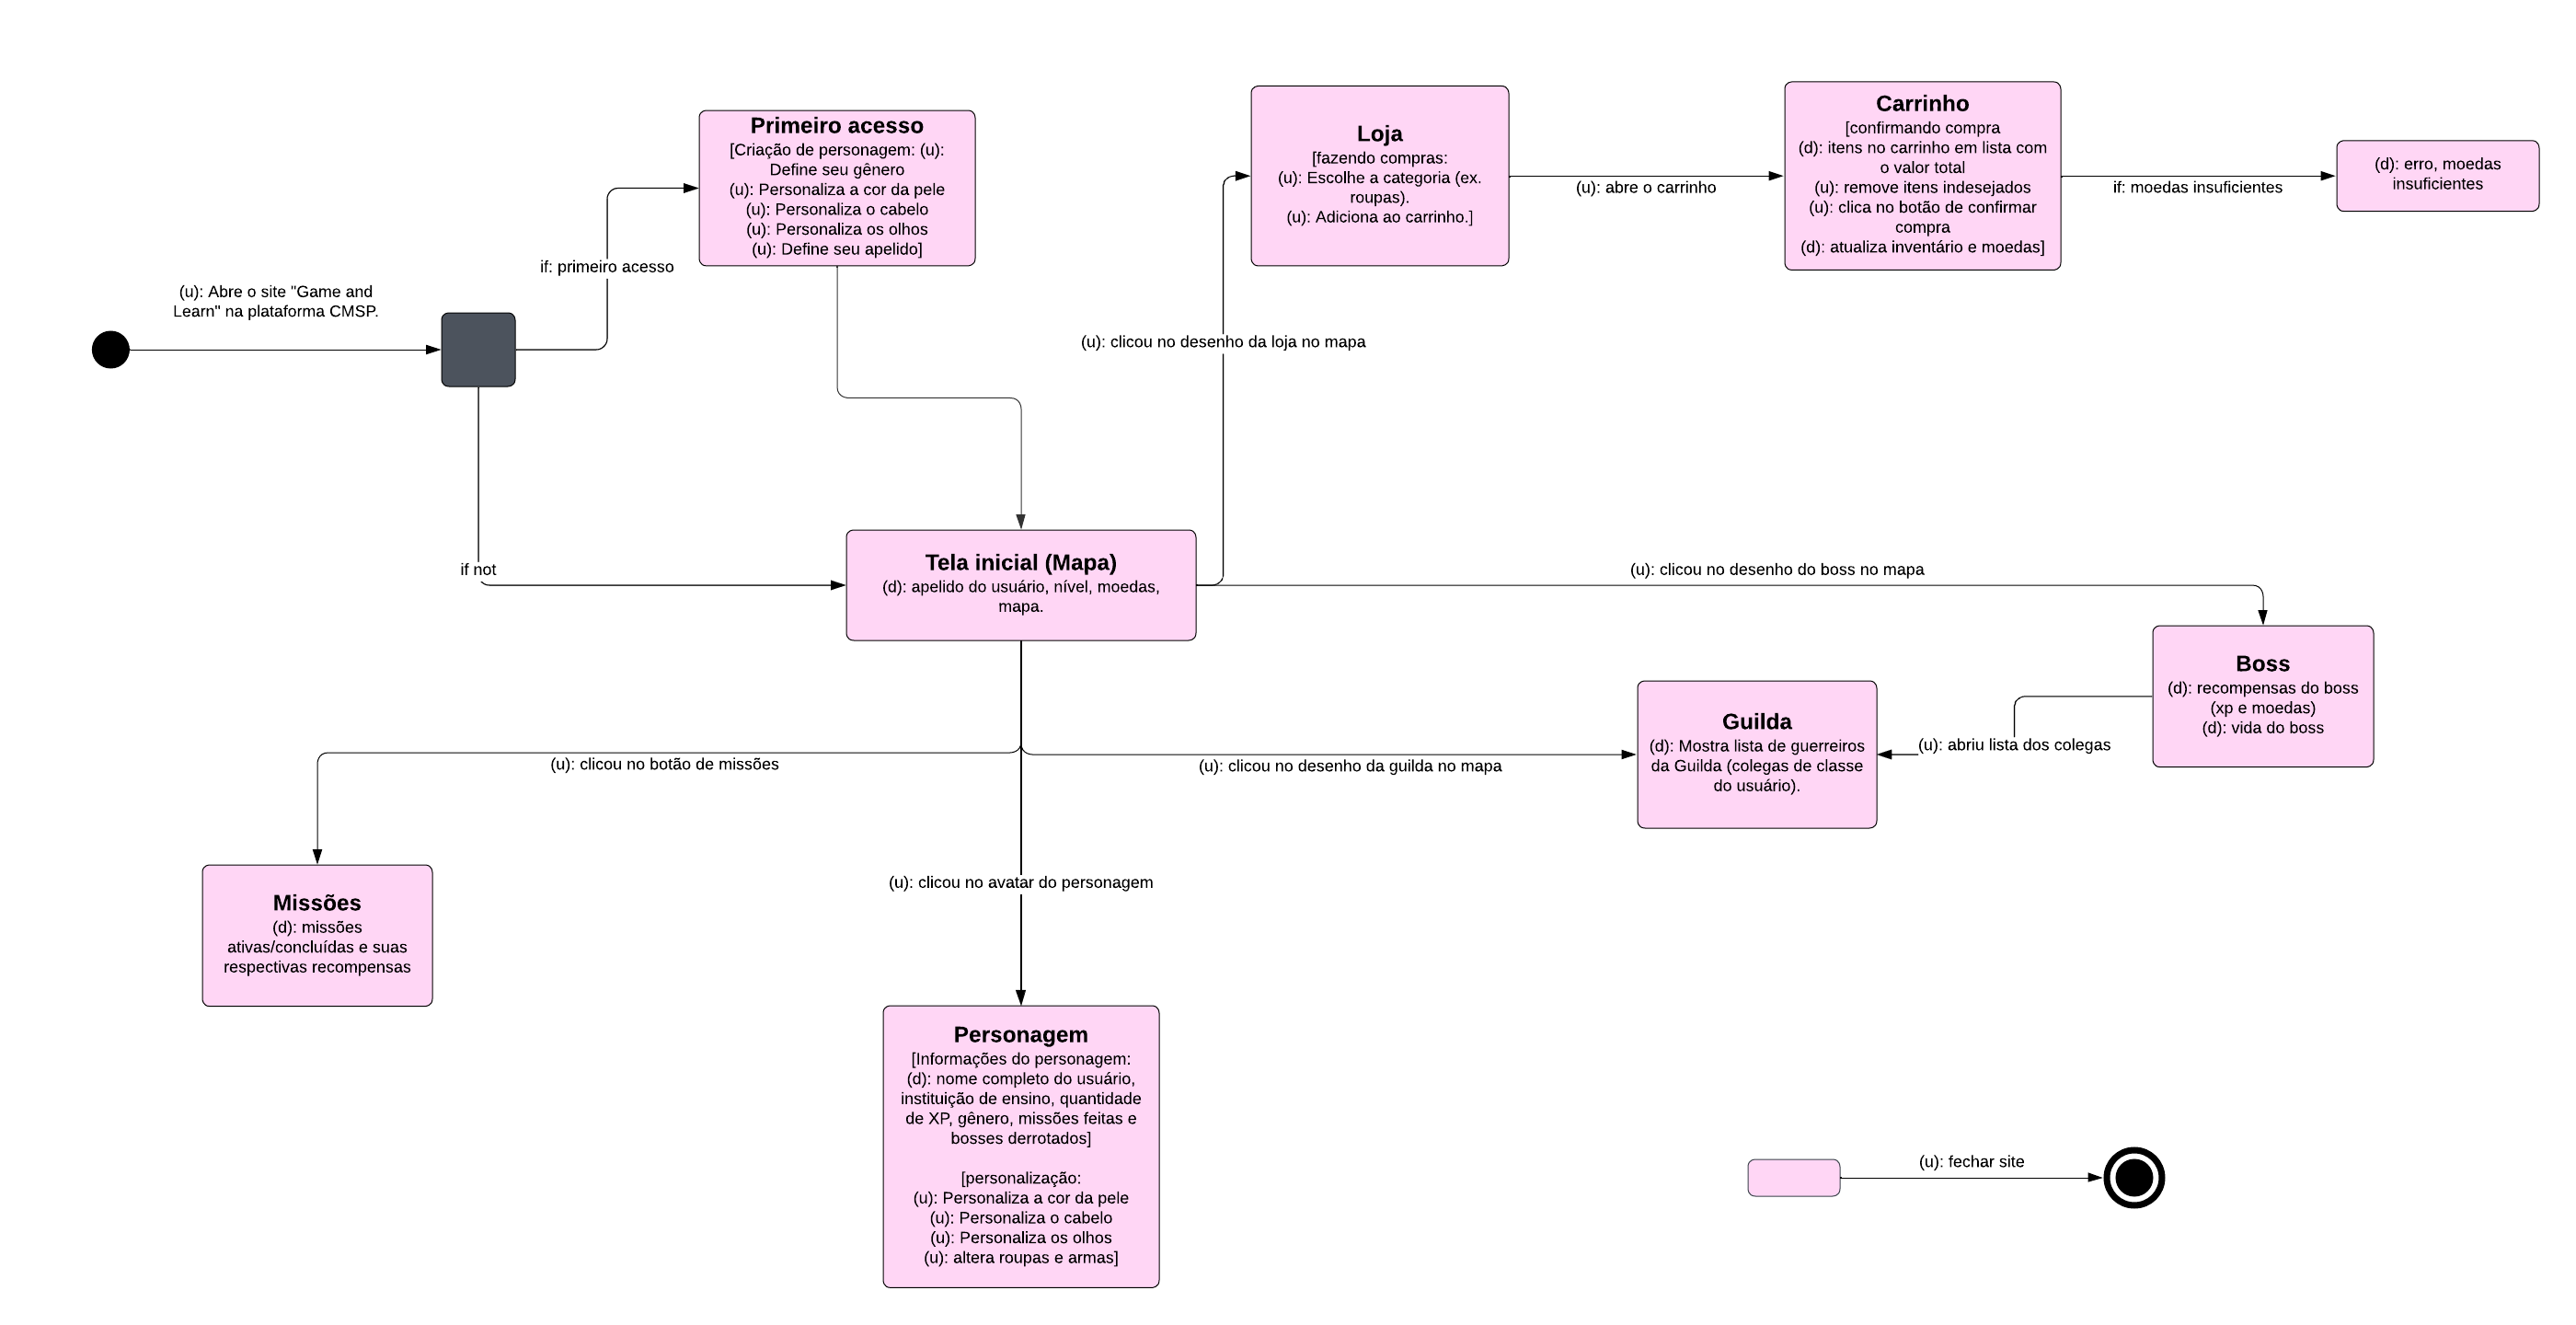 Primeiro acesso
[Criação de personagem: (u):
Define seu gênero
(u): Personaliza a cor da pele
(u): Personaliza o cabelo
(u): Personaliza os olhos
(u): Define seu apelido]
Loja
[fazendo compras:
(u): Escolhe a categoria (ex.
roupas).
(u): Adiciona ao carrinho.]
(u): abre o carrinho
Carrinho
[confirmando compra
(d): itens no carrinho em lista com
o valor total
(u): remove itens indesejados
(u): clica no botão de confirmar
compra
(d): atualiza inventário e moedas]
if: moedas insuficientes
(d): erro, moedas
insuficientes
if: primeiro acesso
(u): Abre o site "Game and
Learn" na plataforma CMSP.
(u): clicou no desenho da loja no mapa
if not
Tela inicial (Mapa)
(d): apelido do usuário, nível, moedas,
mapa.
(u): clicou no desenho do boss no mapa
Boss
(d): recompensas do boss
(xp e moedas)
(d): vida do boss
Guilda
(d): Mostra lista de guerreiros
da Guilda (colegas de classe
do usuário).
(u): abriu lista dos colegas
(u): clicou no botão de missões
(u): clicou no desenho da guilda no mapa
(u): clicou no avatar do personagem
Missões
(d): missões
ativas/concluídas e suas
respectivas recompensas
Personagem
[Informações do personagem:
(d): nome completo do usuário,
instituição de ensino, quantidade
de XP, gênero, missões feitas e
bosses derrotados]
[personalização:
(u): Personaliza a cor da pele
(u): Personaliza o cabelo
(u): Personaliza os olhos
(u): altera roupas e armas]
(u): fechar site